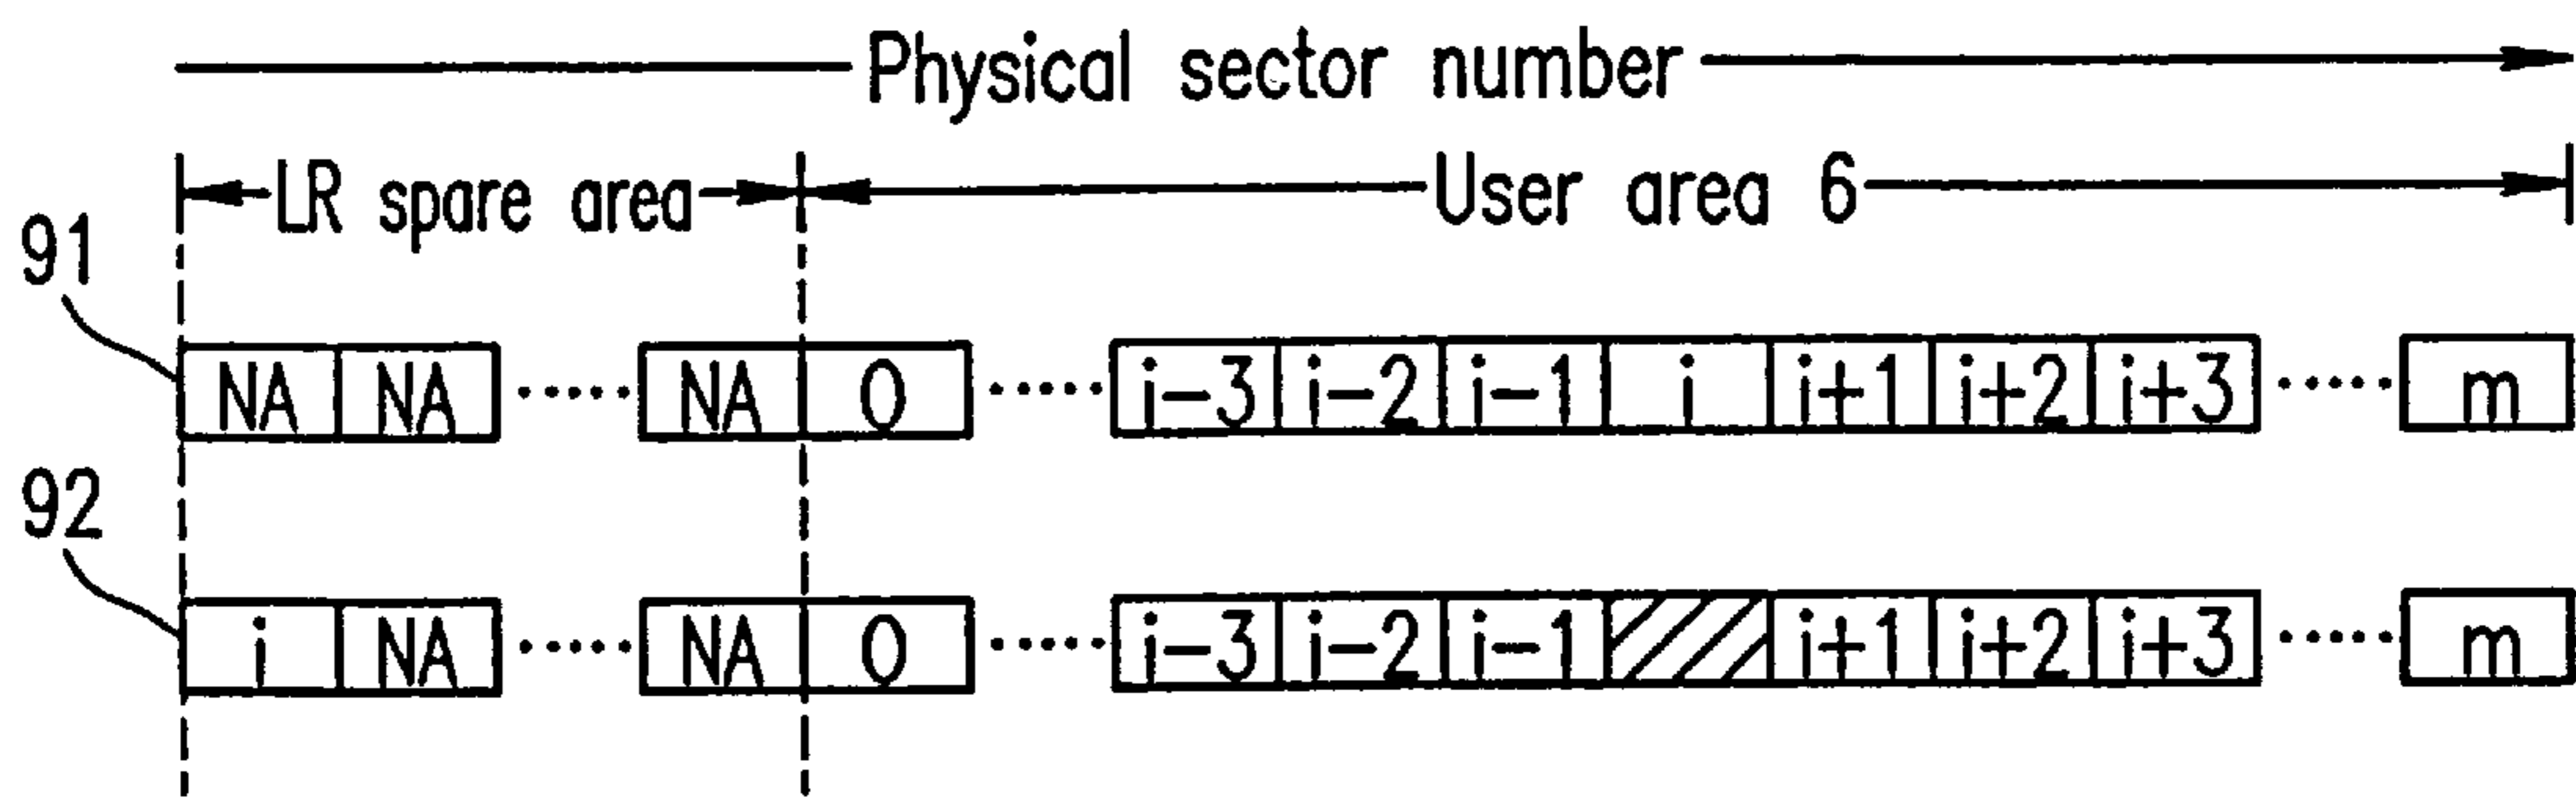 Physical sector number
LR spare area User area 6
91
NA NA ..... NA 0 ..... i-3 i-2 i-1 i i+1 i+2 i+3 ..... m
92
i NA ..... NA 0 ..... i-3 i-2 i-1 i+1 i+2 i+3 ..... m